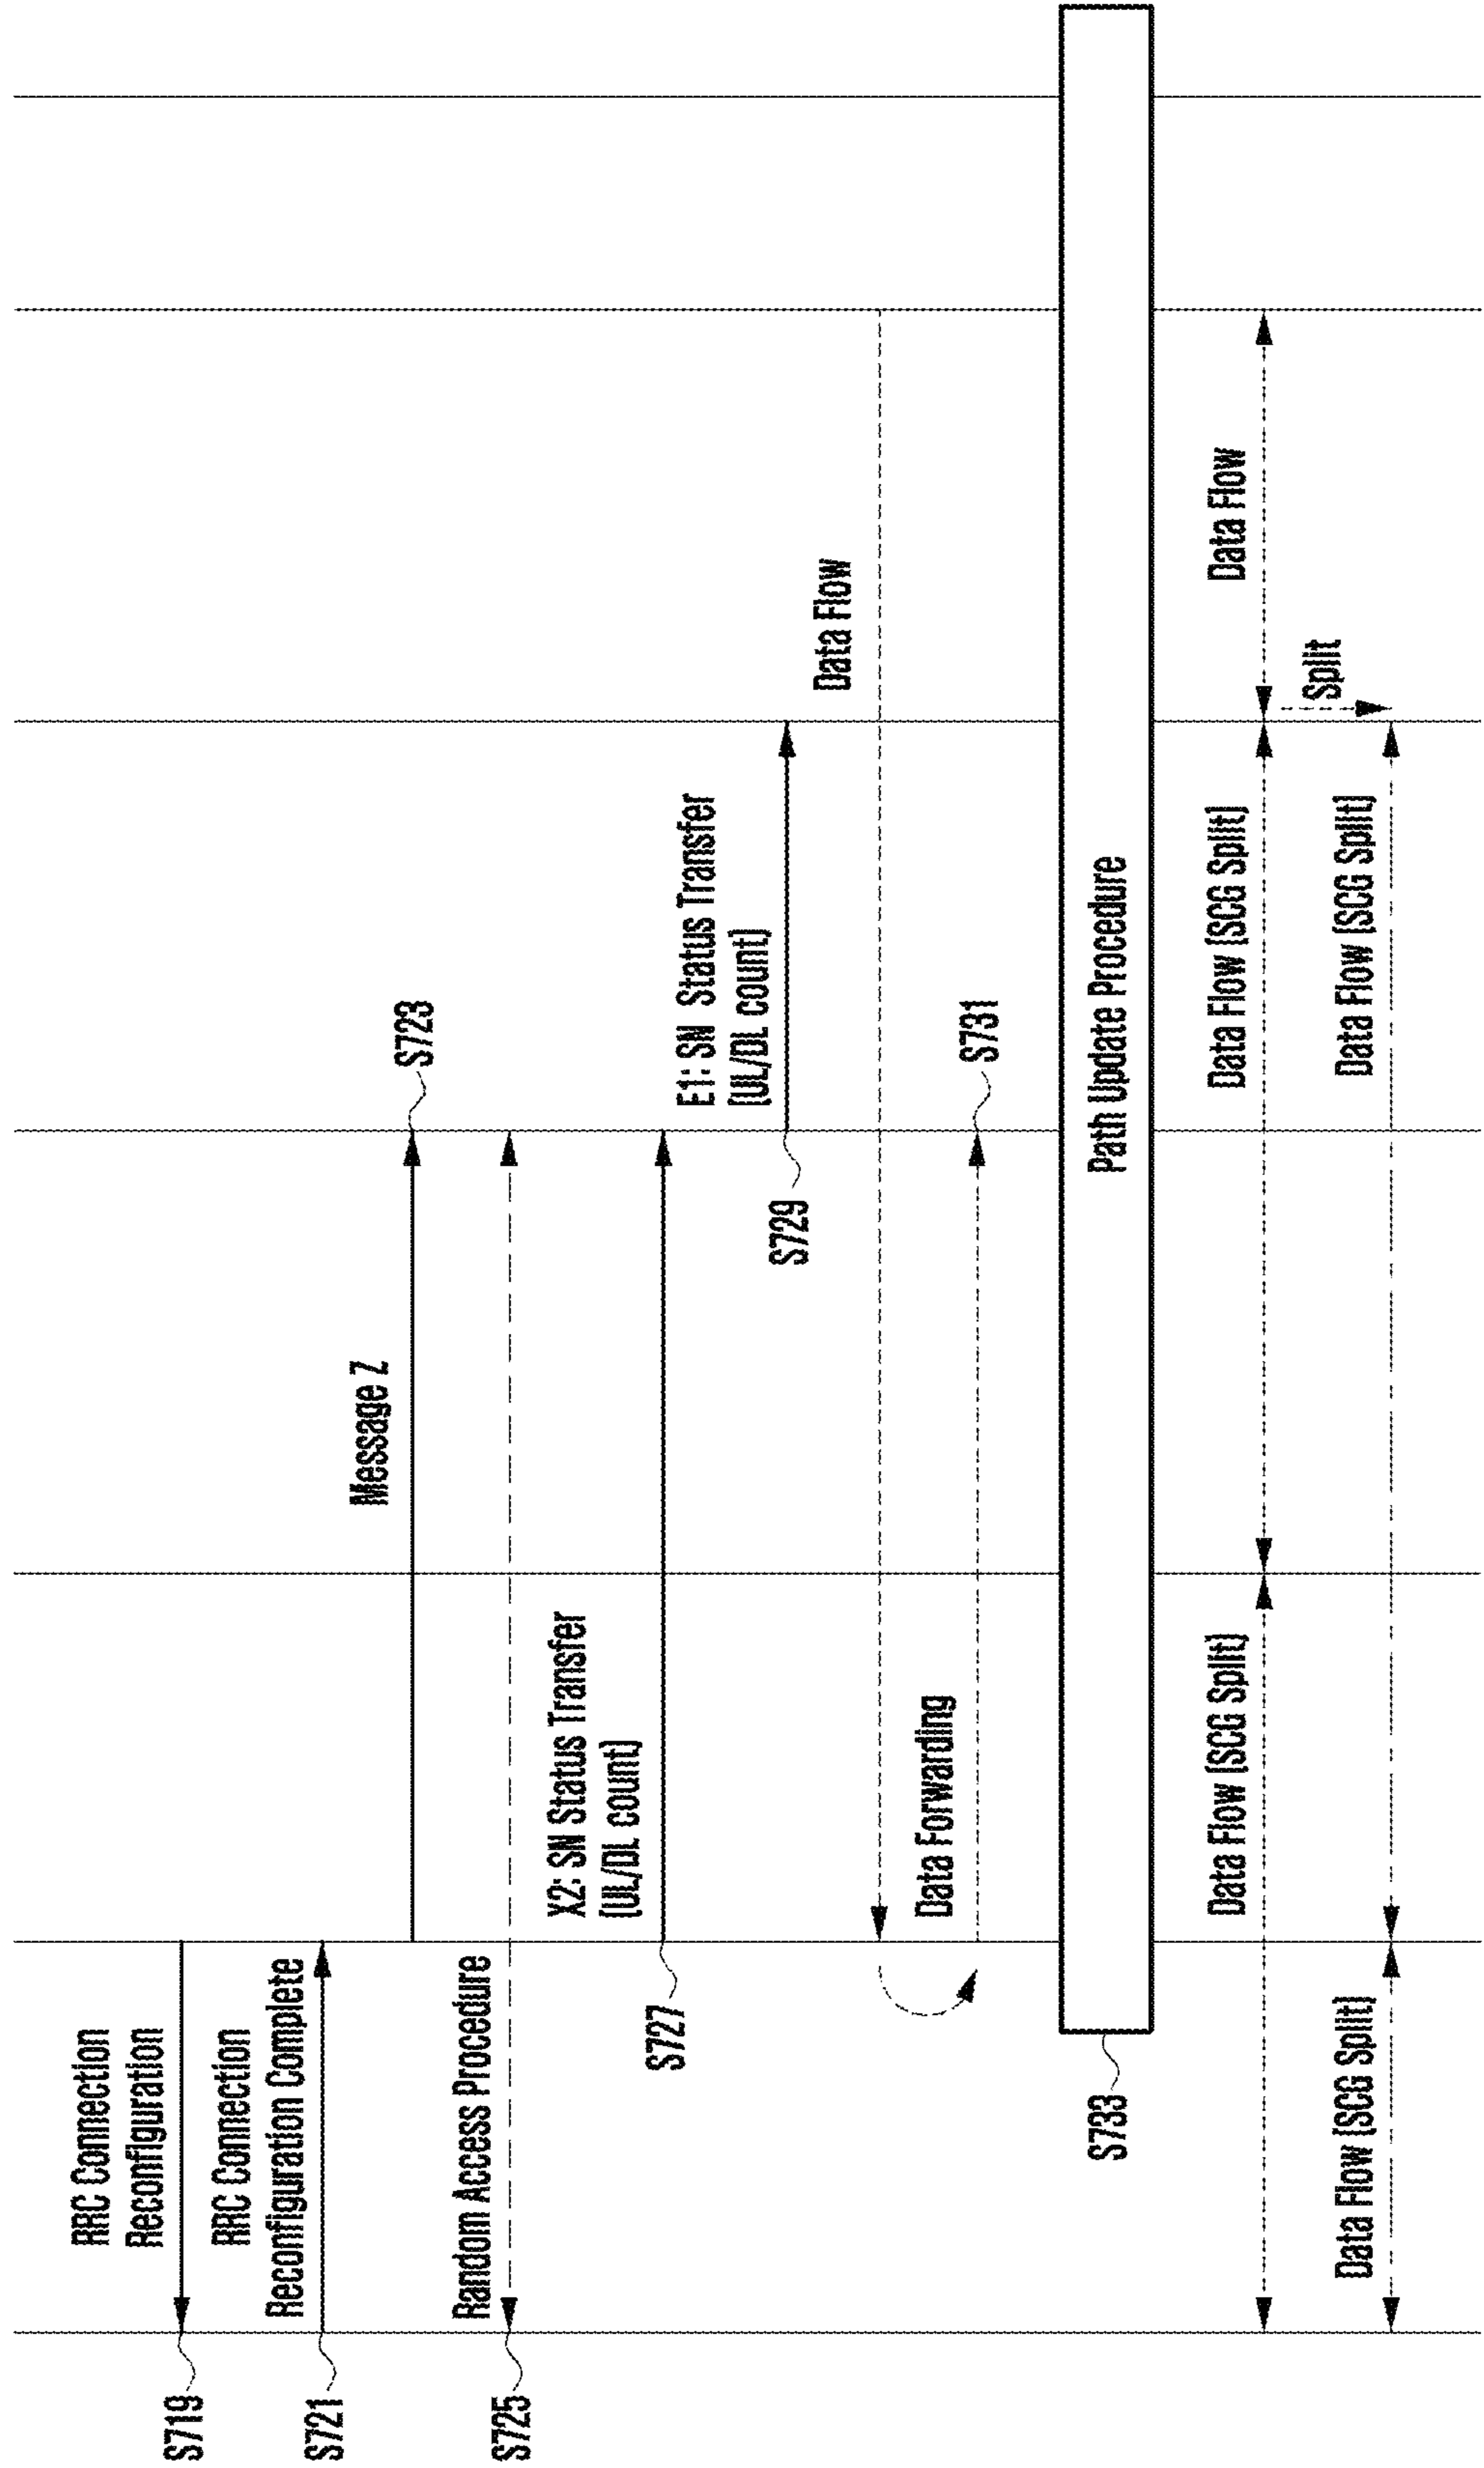 RRC Connection
Reconfiguration
S719
RRC Connection
Reconfiguration Complete
S721
Message Z
S723
Random Access Procedure
S725
X2: SN Status Transfer
(UL/DL count)
S727
E1: SN Status Transfer
(UL/DL count)
S729
Data Flow
Data Forwarding
S731
Path Update Procedure
S733
Data Flow (SCG Split)
Data Flow (SCG Split)
Data Flow
Split
Data Flow (SCG Split)
Data Flow (SCG Split)